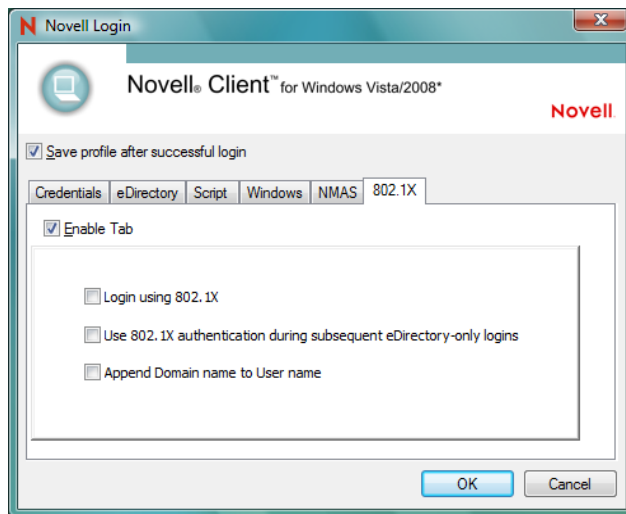 Novell Login
Novell® Client™ for Windows Vista/2008*
Novell
Save profile after successful login
Credentials eDirectory Script Windows NMAS 802.1X
Enable Tab
Login using 802.1X
Use 802.1X authentication during subsequent eDirectory-only logins
Append Domain name to User name
OK Cancel